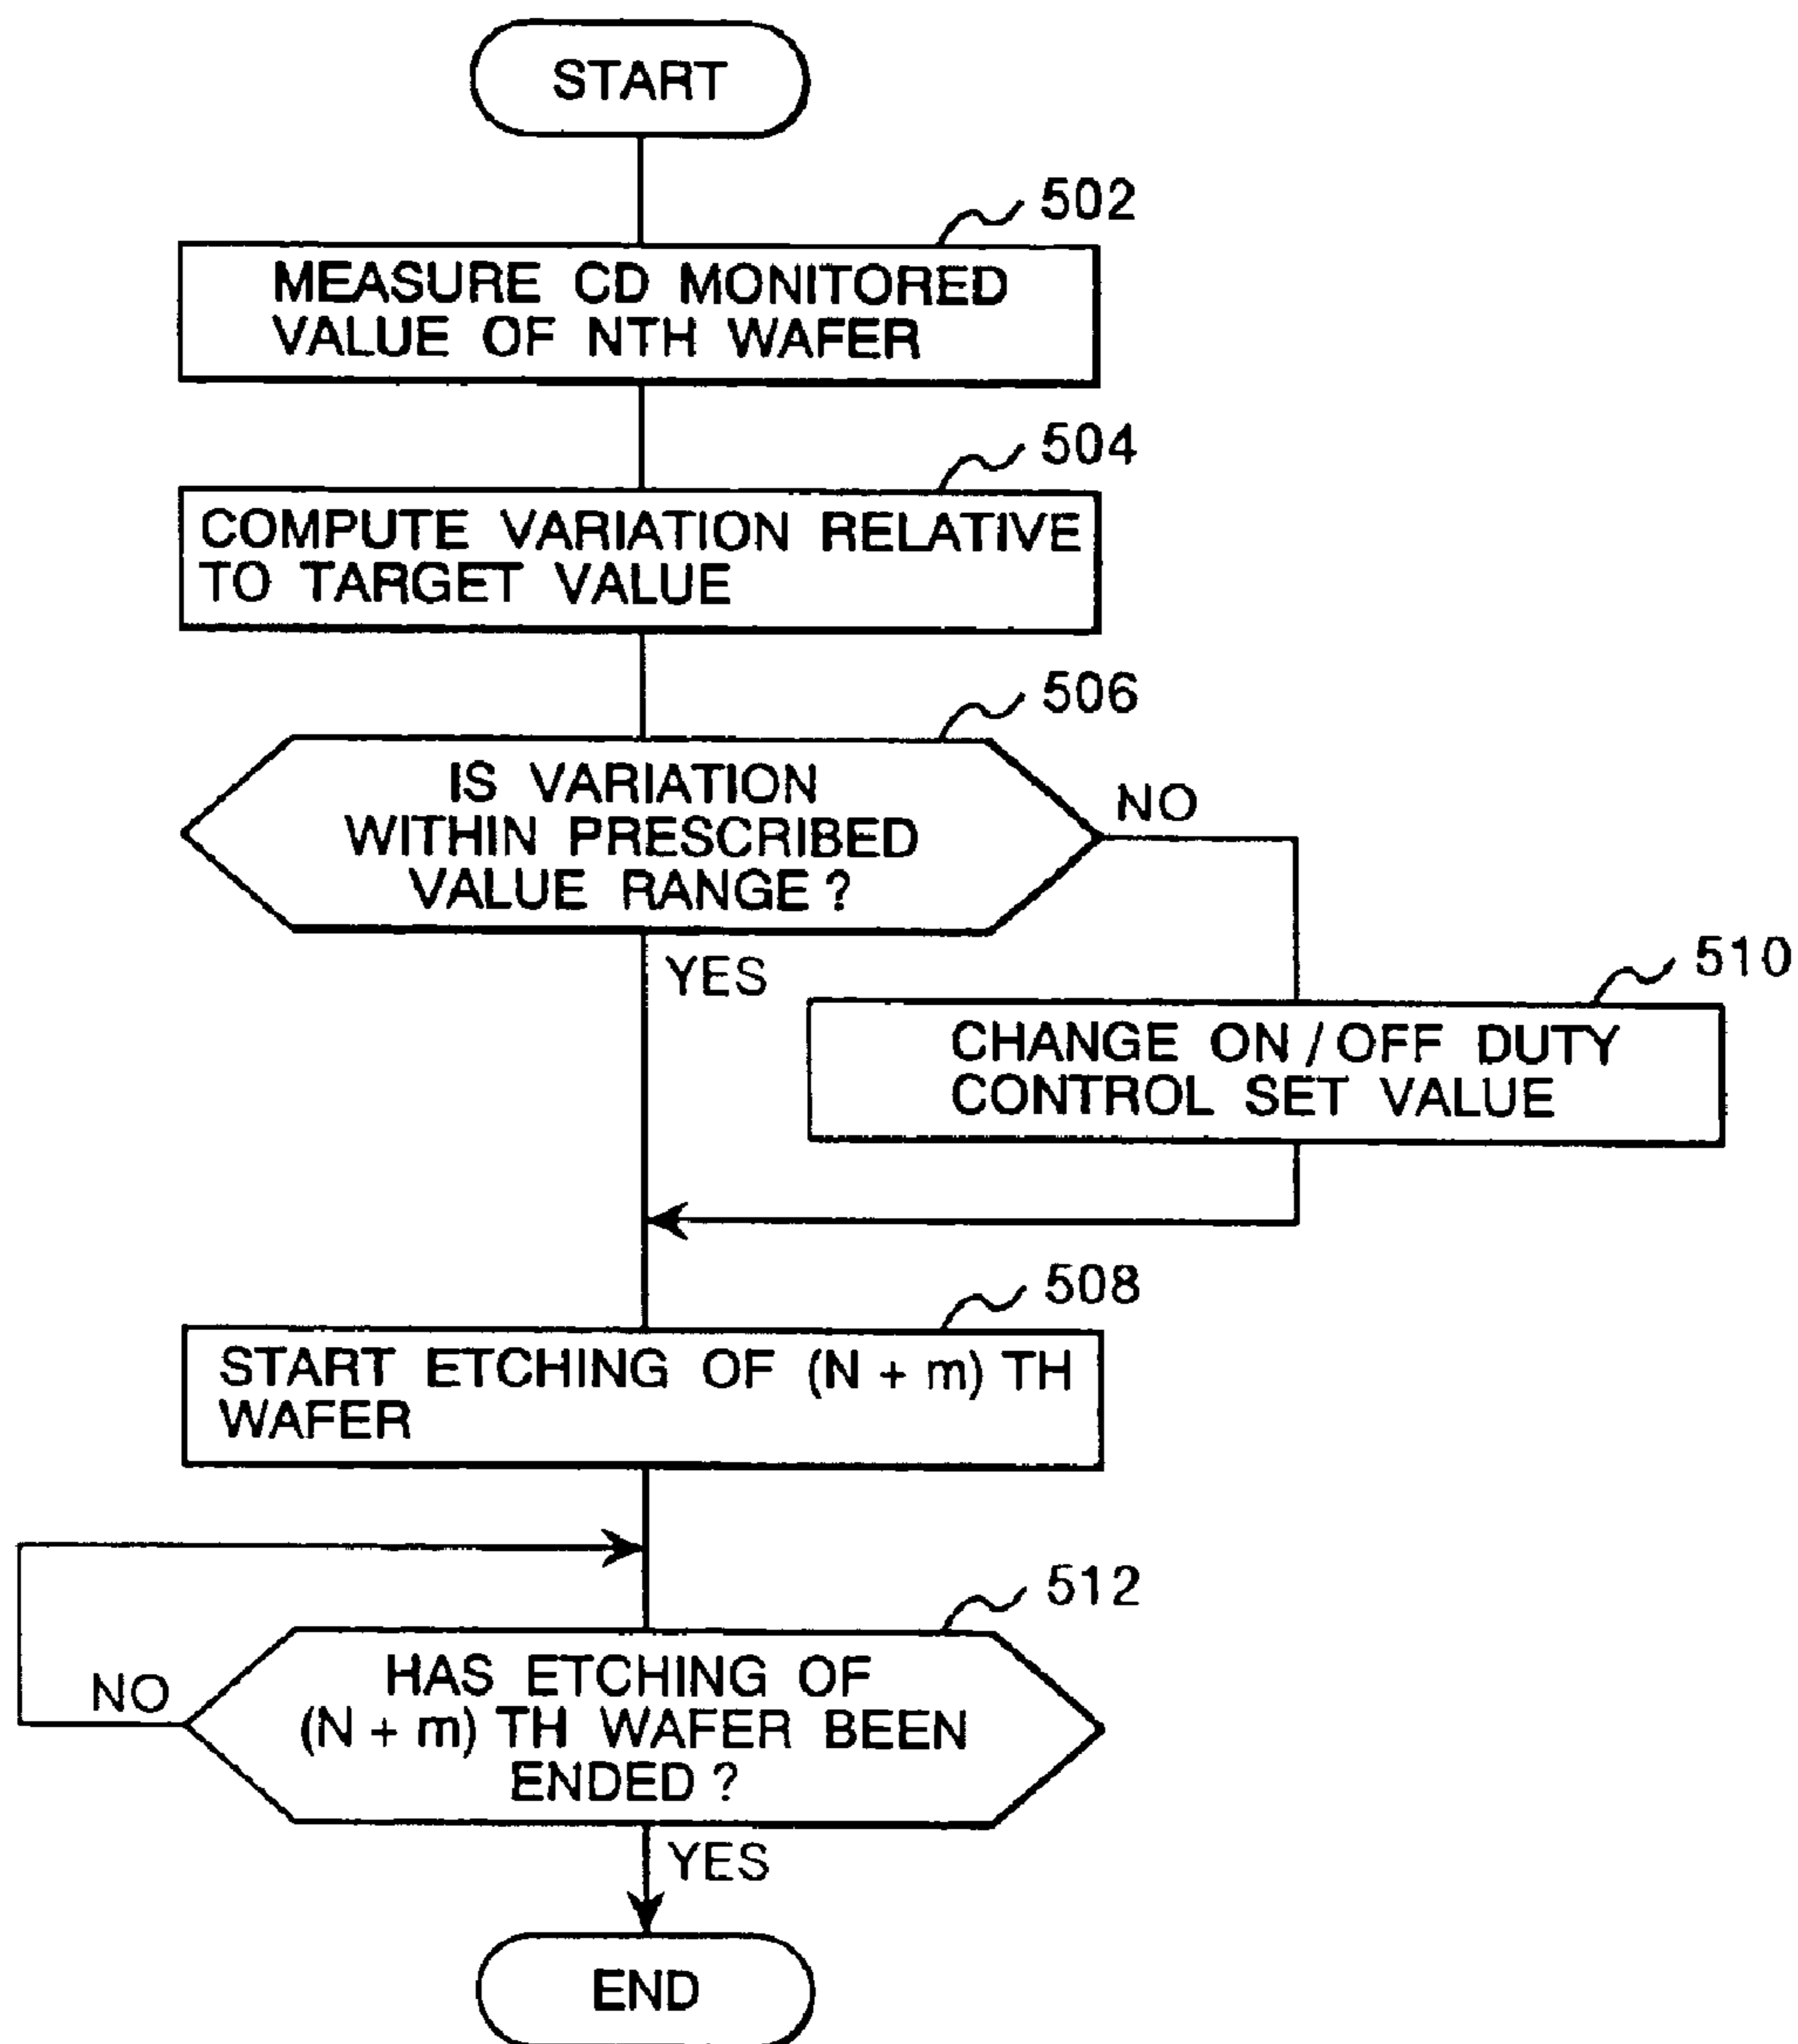 START
502
MEASURE CD MONITORED
VALUE OF NTH WAFER
504
COMPUTE VARIATION RELATIVE
TO TARGET VALUE
506
IS VARIATION
WITHIN PRESCRIBED
VALUE RANGE ?
NO
YES
510
CHANGE ON / OFF DUTY
CONTROL SET VALUE
508
START ETCHING OF (N + m) TH
WAFER
512
HAS ETCHING OF
(N + m) TH WAFER BEEN
ENDED ?
NO
YES
END